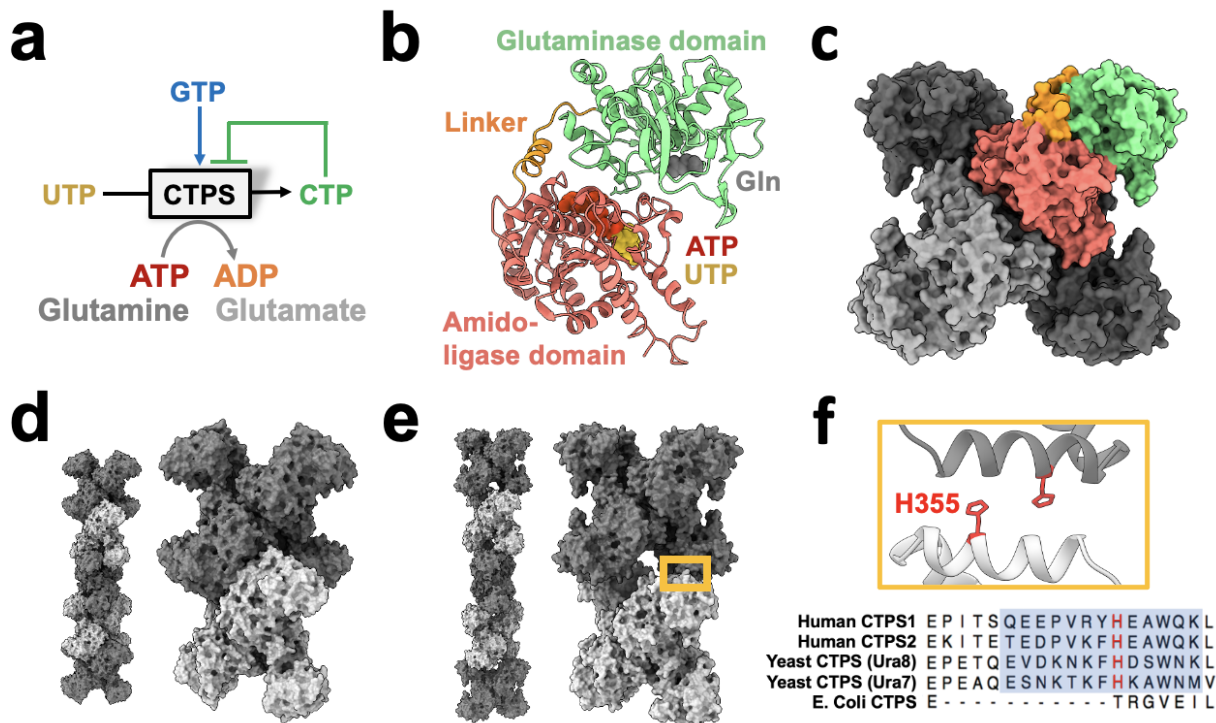 a
GTP
UTP
CTPS
CTP
ATP
ADP
Glutamine
Glutamate
b
Glutaminase domain
Linker
Gln
ATP
UTP
Amido-
ligase domain
c
d
e
f
H355
Human CTPS1 E P I T S Q E E P V R Y H E A W Q K L
Human CTPS2 E K I T E T E D P V K F H E A W Q K L
Yeast CTPS (Ura8) E P E T Q E V D K N K F H D S W N K L
Yeast CTPS (Ura7) E P E A Q E S N K T K F H K A W N M V
E. Coli CTPS E - - - - - - - - - - - T R G V E I L